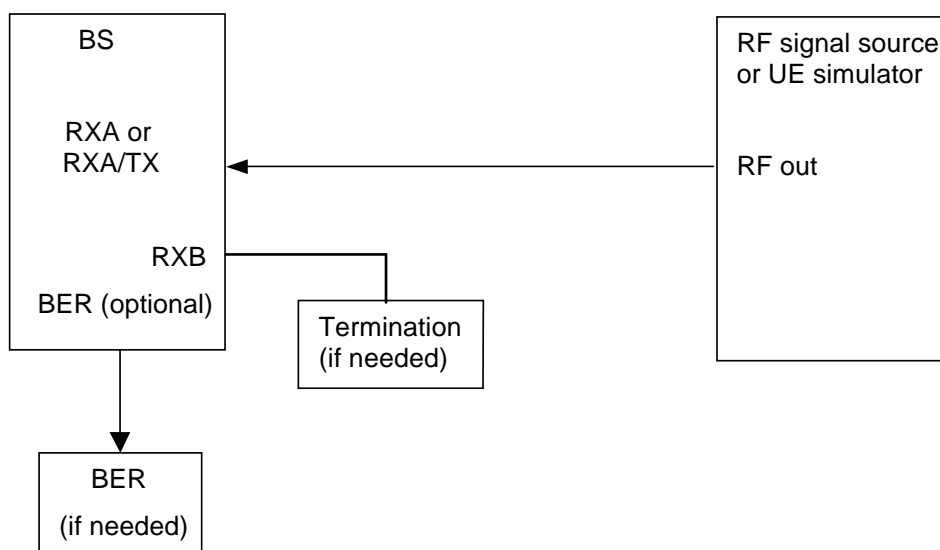 BS
RXA or
RXA/TX
RXB
BER (optional)
Termination
(if needed)
BER
(if needed)
RF signal source
or UE simulator
RF out